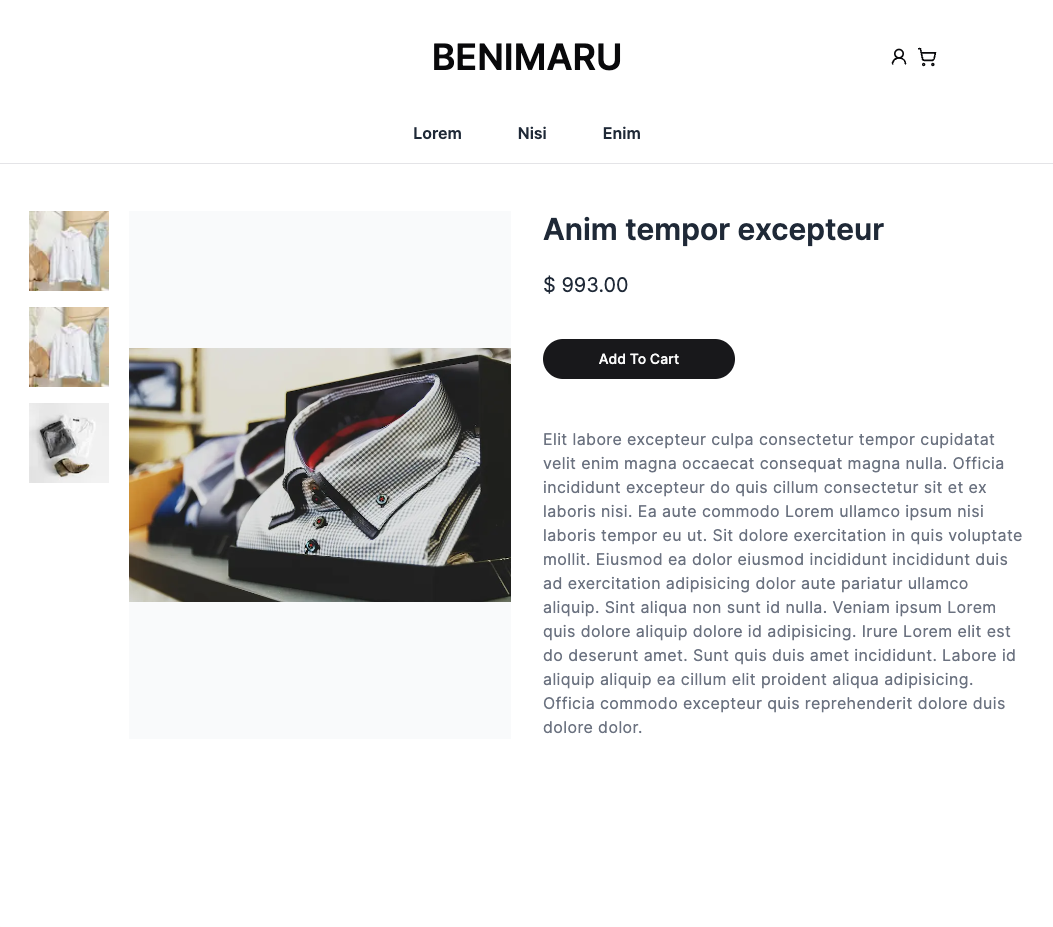 BENIMARU
Lorem Nisi Enim
Anim tempor excepteur
$ 993.00
Add To Cart
Elit labore excepteur culpa consectetur tempor cupidatat
velit enim magna occaecat consequat magna nulla. Officia
incididunt excepteur do quis cillum consectetur sit et ex
laboris nisi. Ea aute commodo Lorem ullamco ipsum nisi
laboris tempor eu ut. Sit dolore exercitation in quis voluptate
mollit. Eiusmod ea dolor eiusmod incididunt incididunt duis
ad exercitation adipisicing dolor aute pariatur ullamco
aliquip. Sint aliqua non sunt id nulla. Veniam ipsum Lorem
quis dolore aliquip dolore id adipisicing. Irure Lorem elit est
do deserunt amet. Sunt quis duis amet incididunt. Labore id
aliquip aliquip ea cillum elit proident aliqua adipisicing.
Officia commodo excepteur quis reprehenderit dolore duis
dolore dolor.